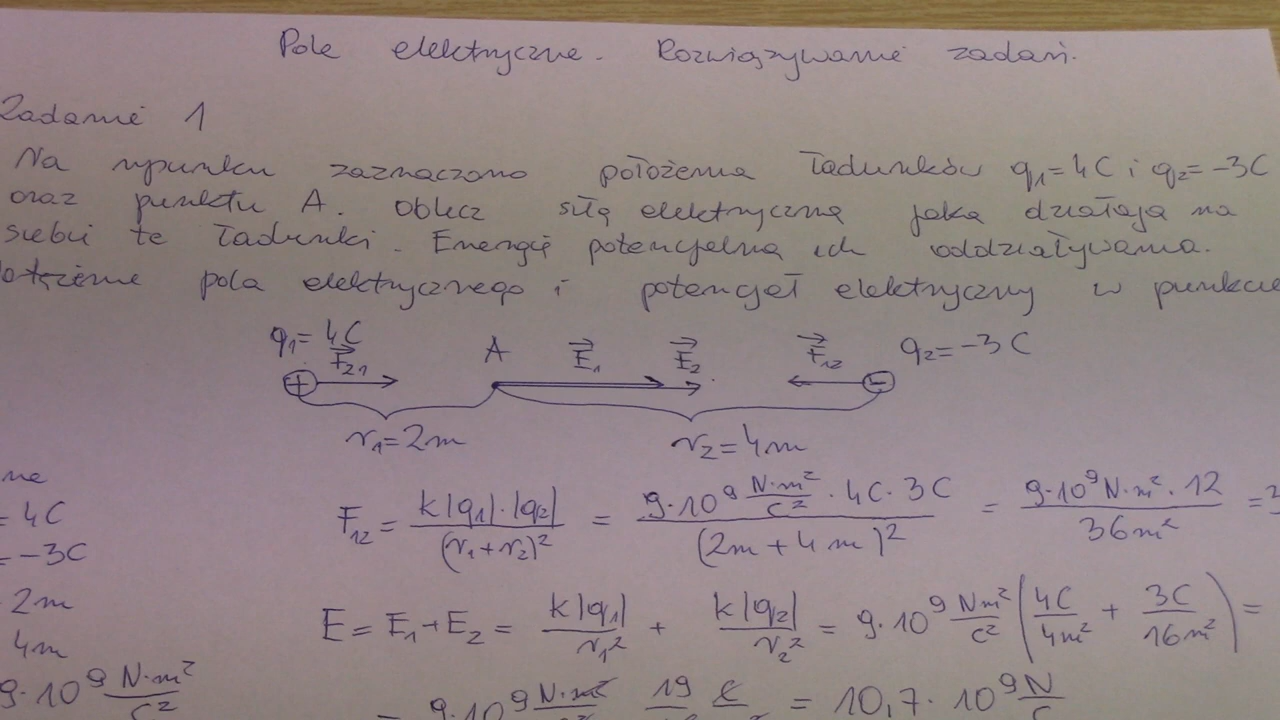 Pole elektryczne. Rozwiązywanie zadań.
Zadanie 1
Na rysunku zaznaczono położenia ładunków q₁=4C i q₂=-3C
oraz punktu A. Oblicz siłę elektryczną jaką działają na
siebie te ładunki. Energię potencjalną ich oddziaływania.
pola elektrycznego i potencjał elektryczny w punkcie
q₁= 4C A E₁ E₂ F₁₂ q₂=-3C
F₂₁
+ -
r₁=2m r₂=4m
F₁₂ = k|q₁|·|q₂| / (r₁+r₂)² = 9·10⁹ N·m²/C² · 4C·3C / (2m+4m)² = 9·10⁹N·m²·12 / 36m² =
= 4C
= -3C
2m
4m
E = E₁+E₂ = k|q₁|/r₁² + k|q₂|/r₂² = 9·10⁹ Nm²/C² (4C/4m² + 3C/16m²) =
9·10⁹ N·m²/C²
= 9·10⁹ N·m² 19 C = 10,7·10⁹ N/C